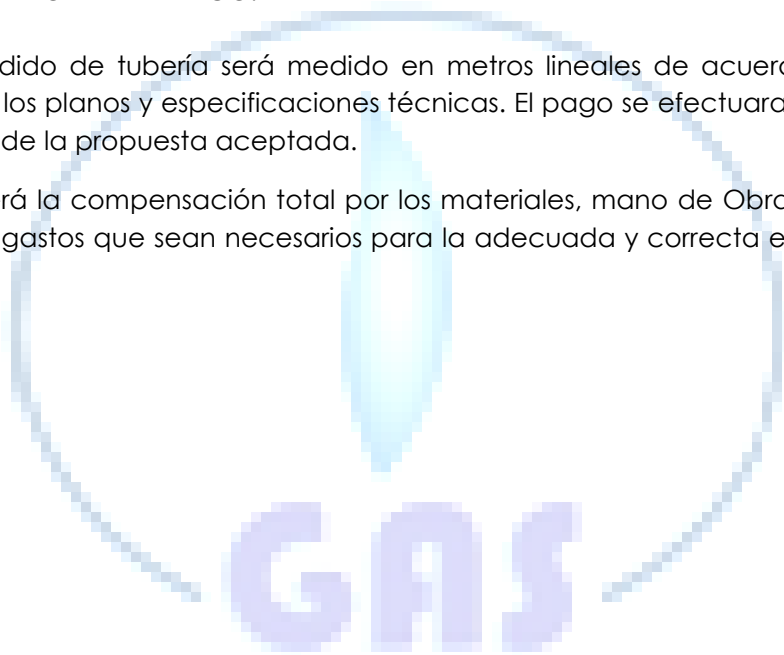 dido de tubería será medido en metros lineales de acuerd
los planos y especificaciones técnicas. El pago se efectuara
de la propuesta aceptada.
rá la compensación total por los materiales, mano de Obra
gastos que sean necesarios para la adecuada y correcta e
GAS